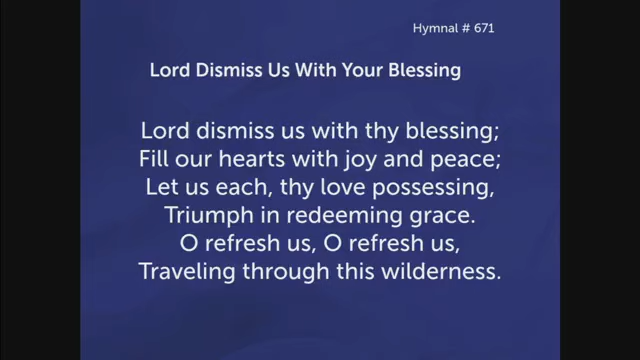 Hymnal # 671
Lord Dismiss Us With Your Blessing
Lord dismiss us with thy blessing;
Fill our hearts with joy and peace;
Let us each, thy love possessing,
Triumph in redeeming grace.
O refresh us, O refresh us,
Traveling through this wilderness.